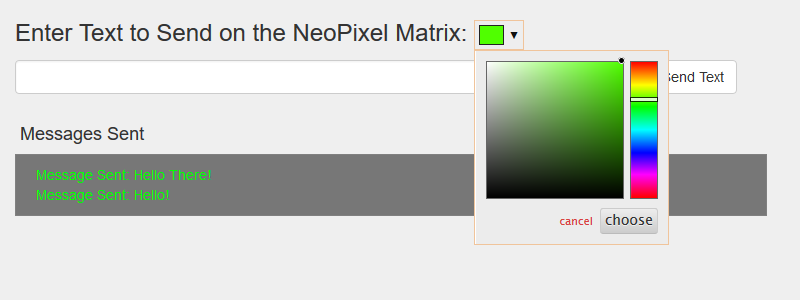 Enter Text to Send on the NeoPixel Matrix:
Send Text
Messages Sent
Message Sent: Hello There!
Message Sent: Hello!
cancel choose